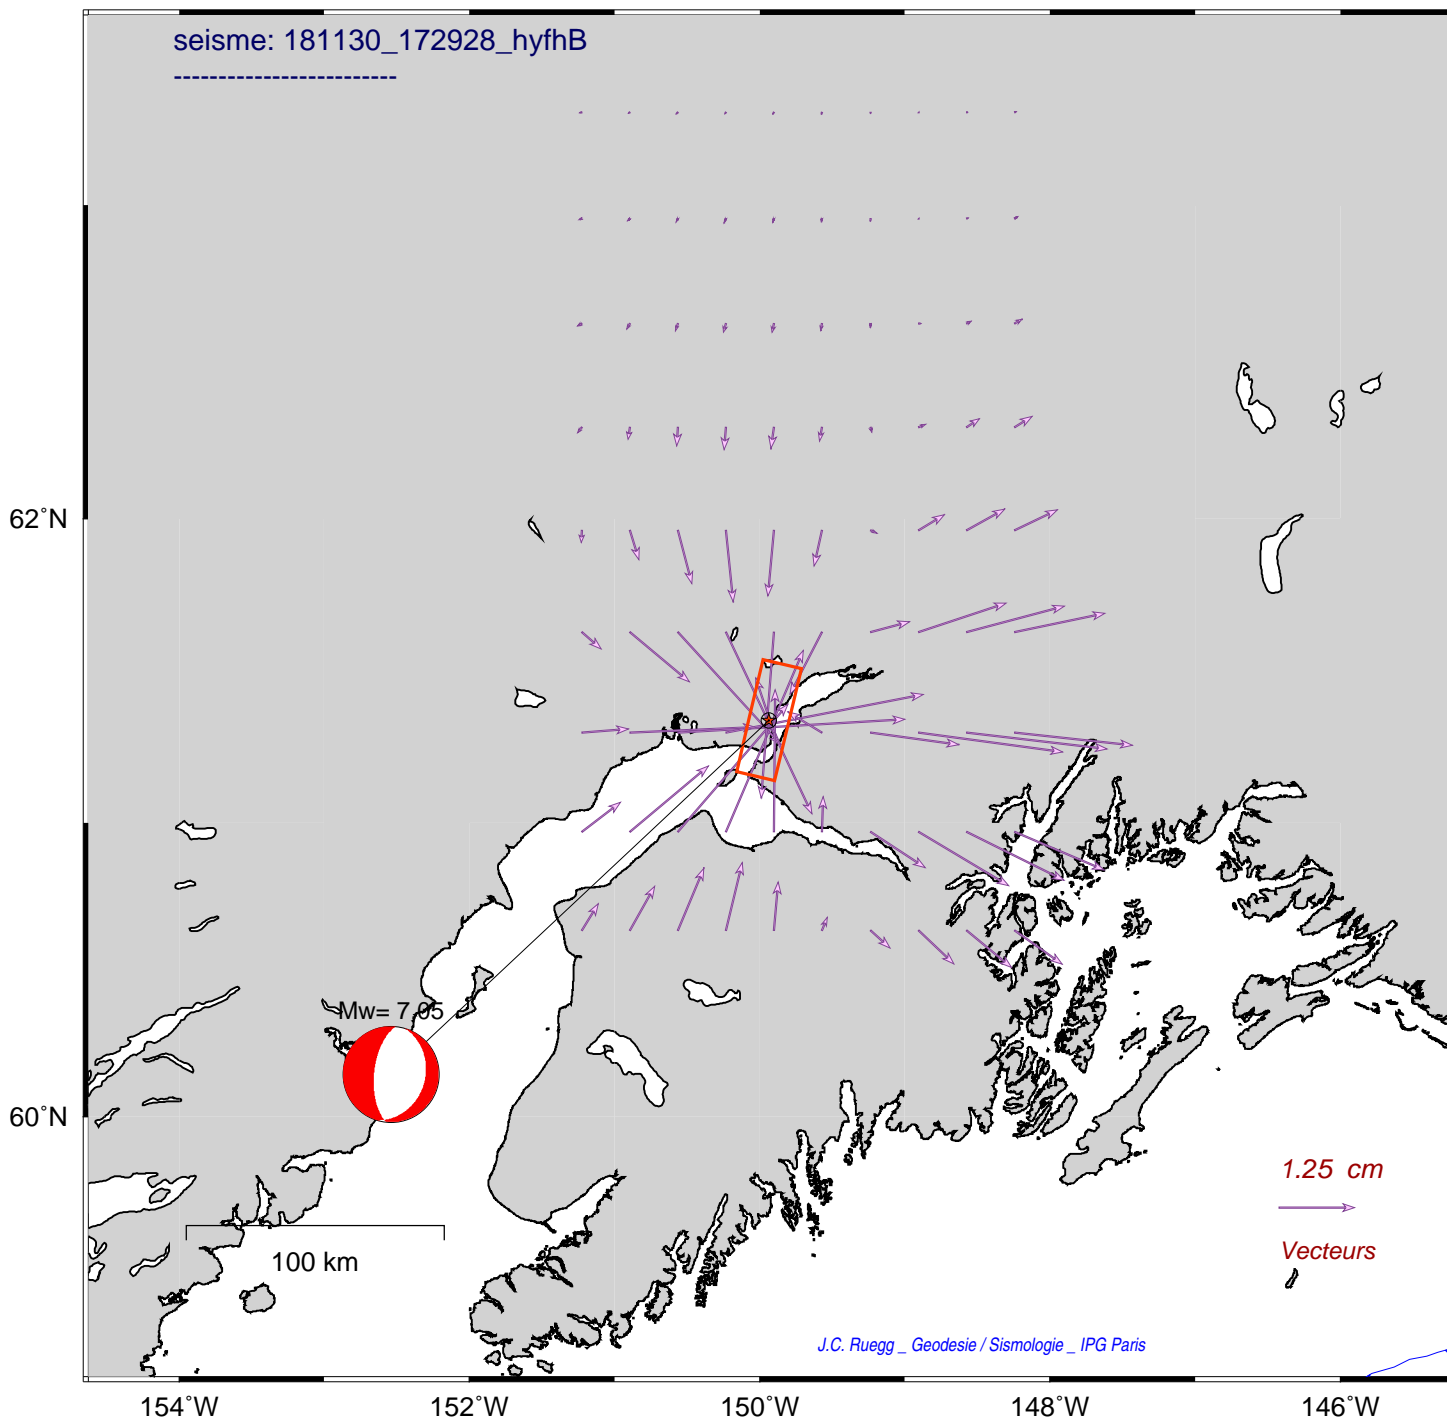 seisme: 181130_172928_hyfhB
-------------------------
62°N
Mw= 7.05
60°N
1.25 cm
100 km
Vecteurs
J.C. Ruegg _ Geodesie / Sismologie _ IPG Paris
154°W 152°W 150°W 148°W 146°W